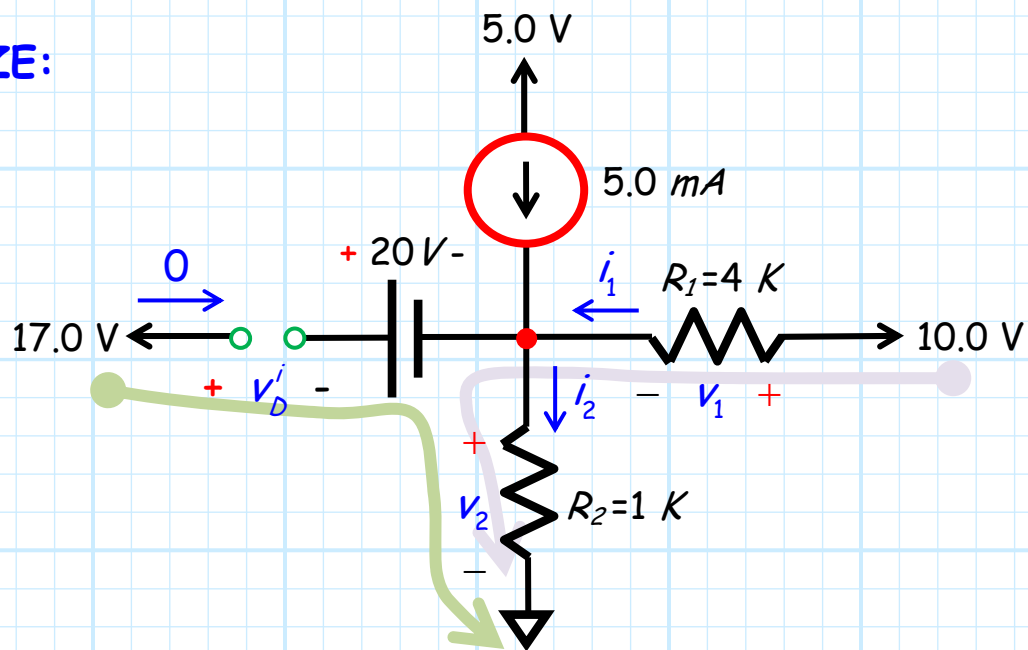 5.0 V
ZE:
5.0 mA
+ 20V-
0
i1
R1=4 K
17.0 V
10.0 V
+ vDi -
i2
− v1 +
+
v2
R2=1 K
−